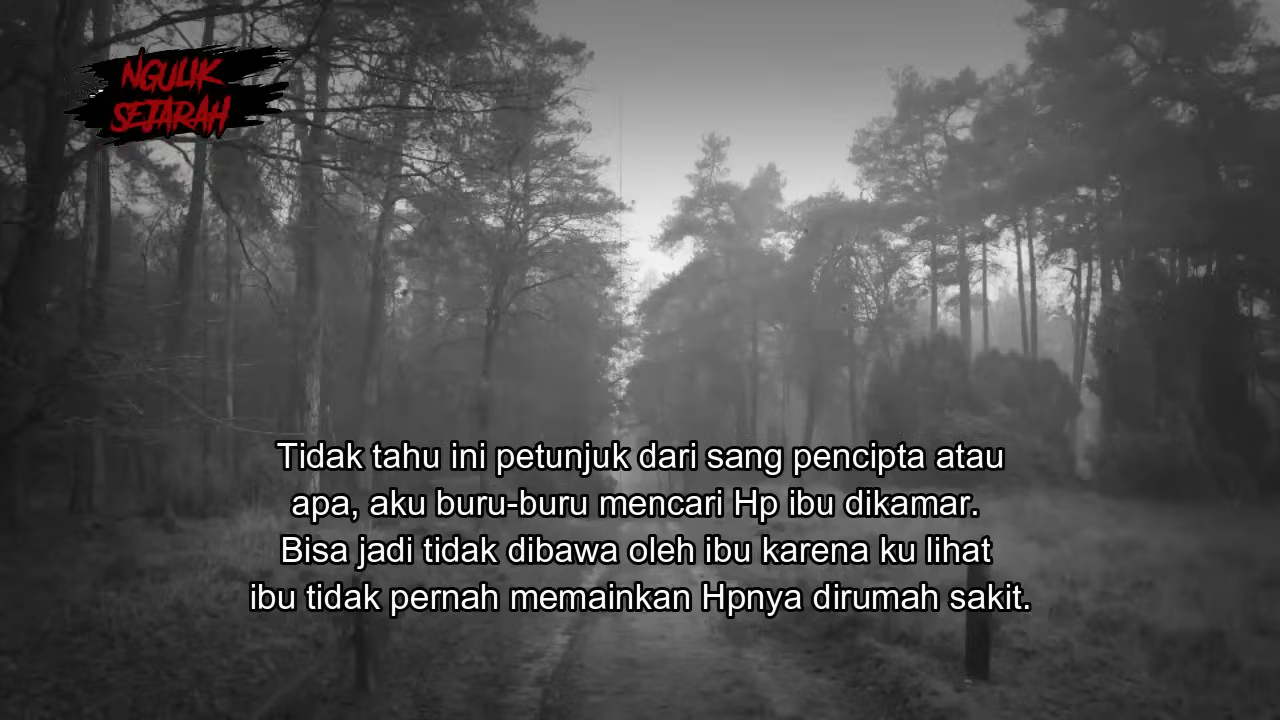 NGULIK
SEJARAH
Tidak tahu ini petunjuk dari sang pencipta atau
apa, aku buru-buru mencari Hp ibu dikamar.
Bisa jadi tidak dibawa oleh ibu karena ku lihat
ibu tidak pernah memainkan Hpnya dirumah sakit.